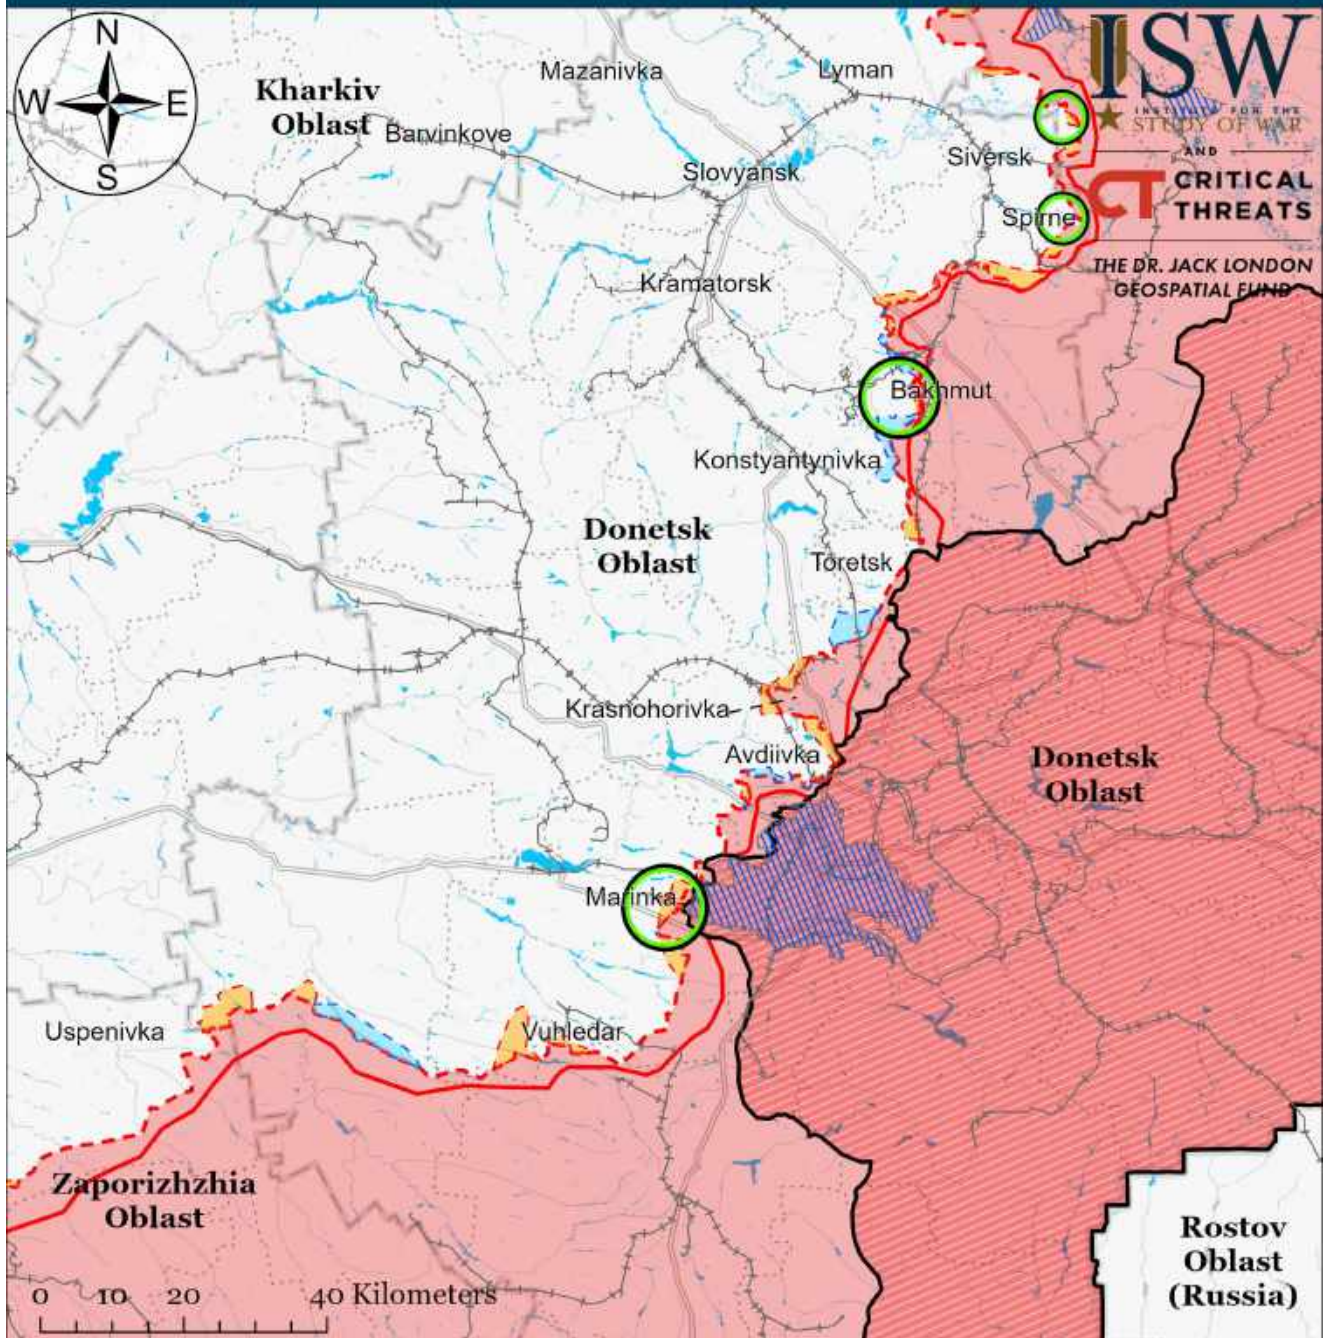 N
W
E
S
Kharkiv
Oblast
Barvinkove
Mazanivka
Lyman
ISW
INSTITUTE FOR THE
STUDY OF WAR
AND
CRITICAL
THREATS
THE DR. JACK LONDON
GEOSPATIAL FUND
Siversk
Slovyansk
Spirne
Kramatorsk
Bakhmut
Konstyantynivka
Donetsk
Oblast
Toretsk
Krasnohorivka
Avdiivka
Donetsk
Oblast
Marinka
Uspenivka
Vuhledar
Zaporizhzhia
Oblast
Rostov
Oblast
(Russia)
0 10 20 40 Kilometers